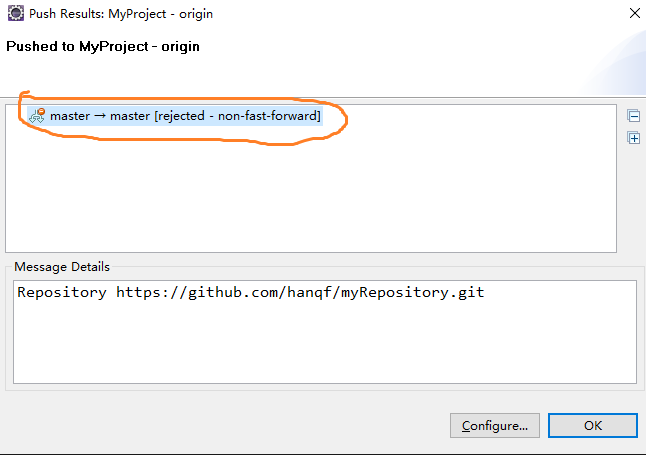 Push Results: MyProject - origin
Pushed to MyProject - origin
master → master [rejected - non-fast-forward]
Message Details
Repository https://github.com/hanqf/myRepository.git
Configure...
OK